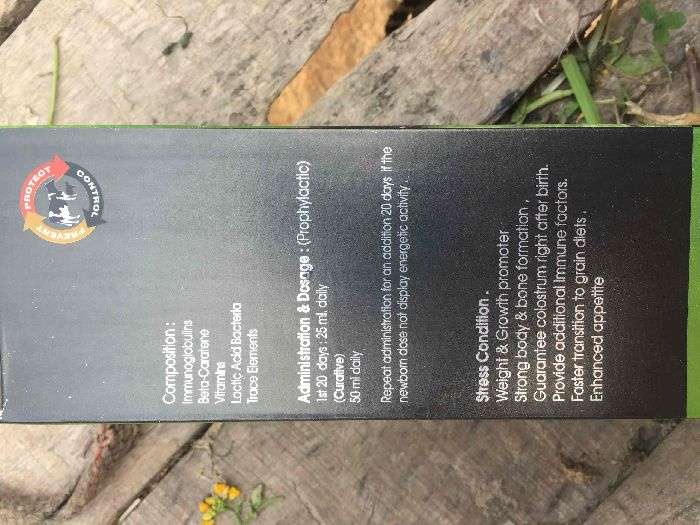 PROTECT
CONTROL
PREVENT
Composition :
Immunoglobulins
Beta-Carotene
Vitamins
Lactic Acid Bacteria
Trace Elements
Administration & Dosange : (Prophylactic)
1st 20 days : 25 ml. daily
(Curative)
50 ml daily
Repeat administration for an addition 20 days if the
newborn dose not display energetic activity .
Stress Condition .
Weight & Growth promoter
Strong body & bone formation ,
Guarantee colostrum right after birth.
Provide additional immune factors.
Faster transition to grain diets ,
Enhanced appetite